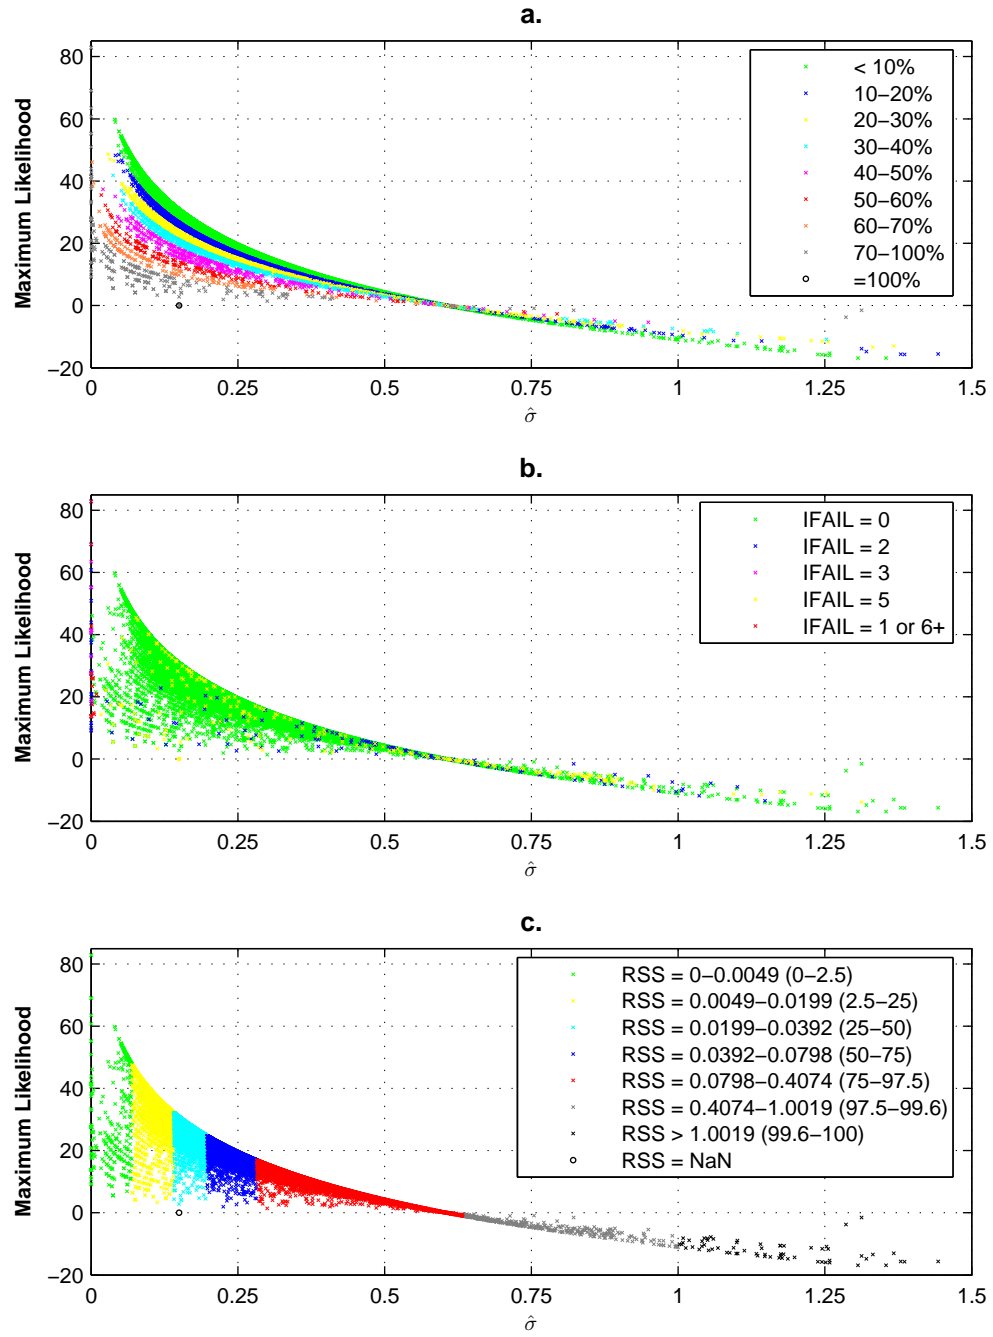 a.
Maximum Likelihood
80
60
40
20
0
−20
0 0.25 0.5 0.75 1 1.25 1.5
σ̂
< 10%
10−20%
20−30%
30−40%
40−50%
50−60%
60−70%
70−100%
=100%
b.
Maximum Likelihood
80
60
40
20
0
−20
0 0.25 0.5 0.75 1 1.25 1.5
σ̂
IFAIL = 0
IFAIL = 2
IFAIL = 3
IFAIL = 5
IFAIL = 1 or 6+
c.
Maximum Likelihood
80
60
40
20
0
−20
0 0.25 0.5 0.75 1 1.25 1.5
σ̂
RSS = 0−0.0049 (0−2.5)
RSS = 0.0049−0.0199 (2.5−25)
RSS = 0.0199−0.0392 (25−50)
RSS = 0.0392−0.0798 (50−75)
RSS = 0.0798−0.4074 (75−97.5)
RSS = 0.4074−1.0019 (97.5−99.6)
RSS > 1.0019 (99.6−100)
RSS = NaN